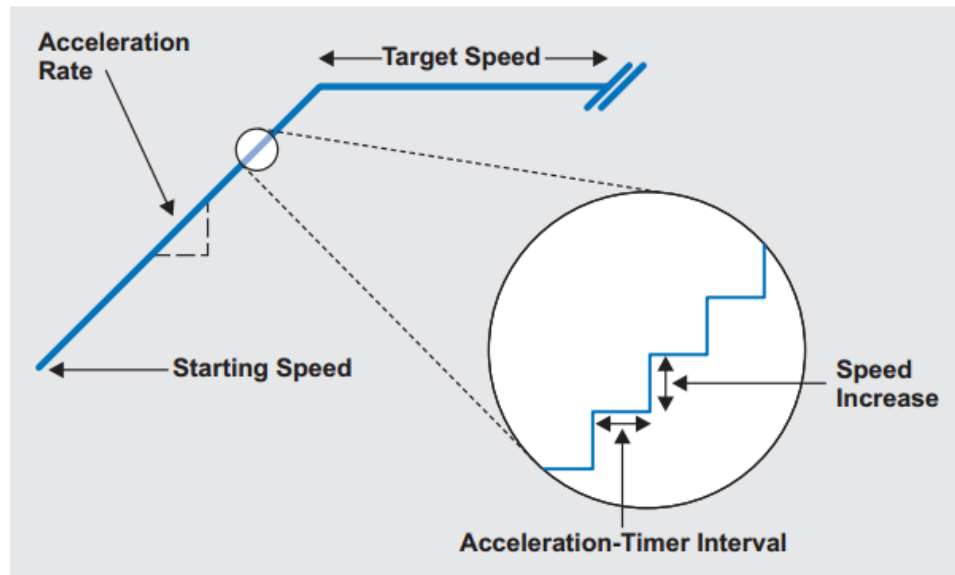 Acceleration
Rate
Target Speed
Starting Speed
Speed
Increase
Acceleration-Timer Interval